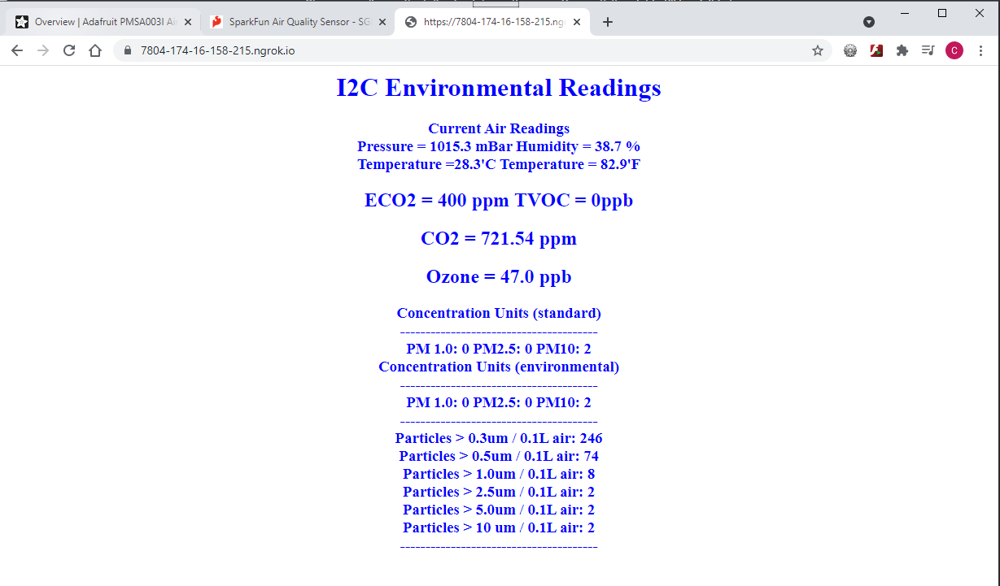 Overview | Adafruit PMSA003I Air
SparkFun Air Quality Sensor - SG
https://7804-174-16-158-215.ng
7804-174-16-158-215.ngrok.io
C
I2C Environmental Readings
Current Air Readings
Pressure = 1015.3 mBar Humidity = 38.7 %
Temperature =28.3'C Temperature = 82.9'F
ECO2 = 400 ppm TVOC = 0ppb
CO2 = 721.54 ppm
Ozone = 47.0 ppb
Concentration Units (standard)
---------------------------------------
PM 1.0: 0 PM2.5: 0 PM10: 2
Concentration Units (environmental)
---------------------------------------
PM 1.0: 0 PM2.5: 0 PM10: 2
---------------------------------------
Particles > 0.3um / 0.1L air: 246
Particles > 0.5um / 0.1L air: 74
Particles > 1.0um / 0.1L air: 8
Particles > 2.5um / 0.1L air: 2
Particles > 5.0um / 0.1L air: 2
Particles > 10 um / 0.1L air: 2
---------------------------------------